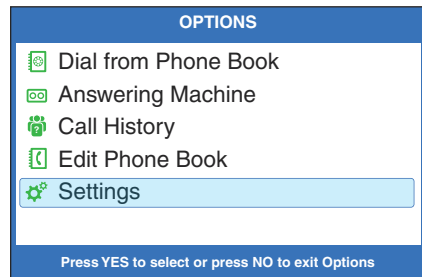 OPTIONS
Dial from Phone Book
Answering Machine
Call History
Edit Phone Book
Settings
Press YES to select or press NO to exit Options